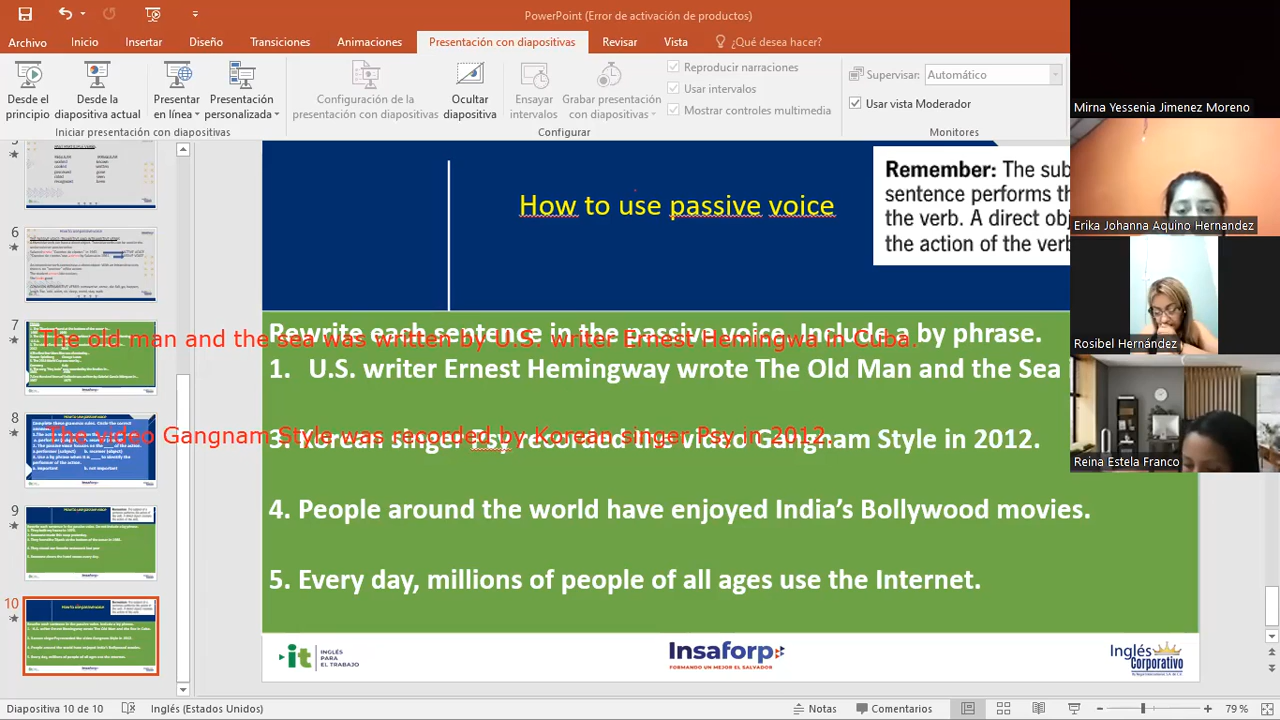 PowerPoint (Error de activación de productos)
Archivo Inicio Insertar Diseño Transiciones Animaciones Presentación con diapositivas Revisar Vista ¿Qué desea hacer?
Desde el principio
Desde la diapositiva actual
Presentar en línea
Presentación personalizada
Configuración de la presentación con diapositivas
Ocultar diapositiva
Ensayar intervalos
Grabar presentación con diapositivas
Reproducir narraciones
Usar intervalos
Mostrar controles multimedia
Supervisar: Automático
Usar vista Moderador
Iniciar presentación con diapositivas
Configurar
Monitores
Mirna Yessenia Jimenez Moreno
Erika Johanna Aquino Hernandez
Rosibel Hernández
Reina Estela Franco
6
7
8
9
10
How to use passive voice
Remember: The sub
sentence performs th
the verb. A direct obj
the action of the verb
Rewrite each sentence in the passive voice. Include phrase.
The old man and the sea was written by U.S. writer Ernest Hemingwa in Cuba.
1. U.S. writer Ernest Hemingway wrote The Old Man and the Sea
The video Gangnam Style was recorded by Korean singer Psy in 2012.
singer Psy recorded the video Gangnam Style in 2012.
4. People around the world have enjoyed India's Bollywood movies.
5. Every day, millions of people of all ages use the Internet.
it INGLÉS PARA EL TRABAJO
Insaforp
FORMANDO UN MEJOR EL SALVADOR
Inglés Corporativo
Diapositiva 10 de 10 Inglés (Estados Unidos) Notas Comentarios 79 %